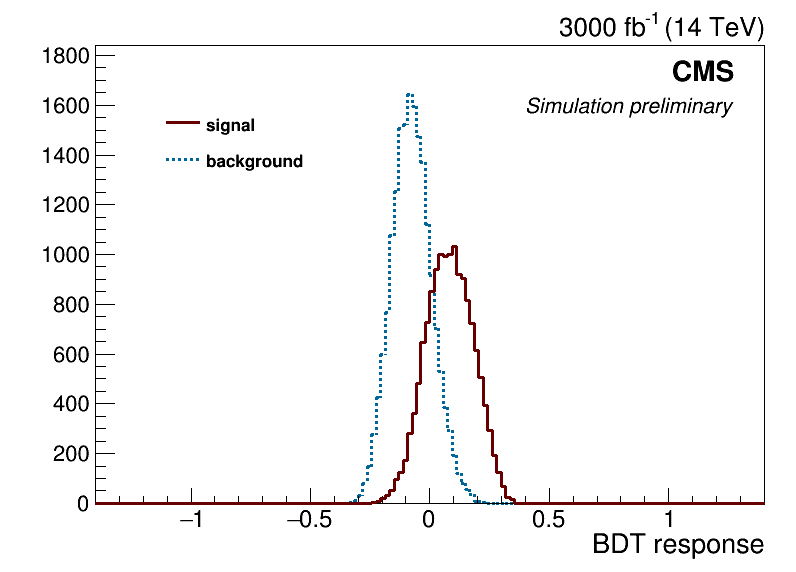 3000 fb⁻¹ (14 TeV)
CMS
Simulation preliminary
signal
background
1800
1600
1400
1200
1000
800
600
400
200
0
−1 −0.5 0 0.5 1
BDT response